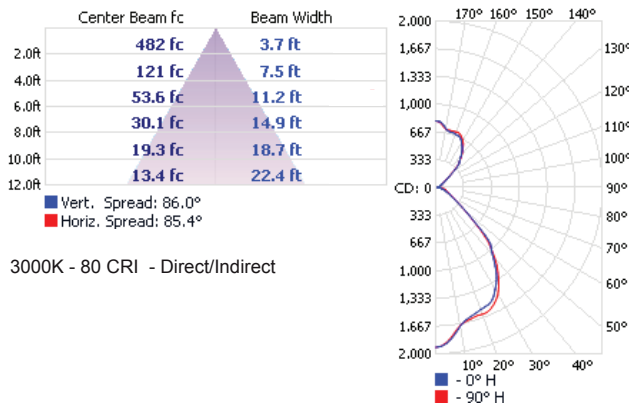 Center Beam fc Beam Width
482 fc 3.7 ft
2.0ft
121 fc 7.5 ft
4.0ft
53.6 fc 11.2 ft
6.0ft
30.1 fc 14.9 ft
8.0ft
19.3 fc 18.7 ft
10.0ft
13.4 fc 22.4 ft
12.0ft
Vert. Spread: 86.0°
Horiz. Spread: 85.4°
3000K - 80 CRI - Direct/Indirect
2.000 170° 160° 140°
1,667 130°
1,333 120°
1,000
667 110°
333 100°
CD: 0 90°
333 80°
667 70°
1,000 60°
1,333
1,667 50°
2.000
10° 20° 30° 40°
- 0° H
- 90° H